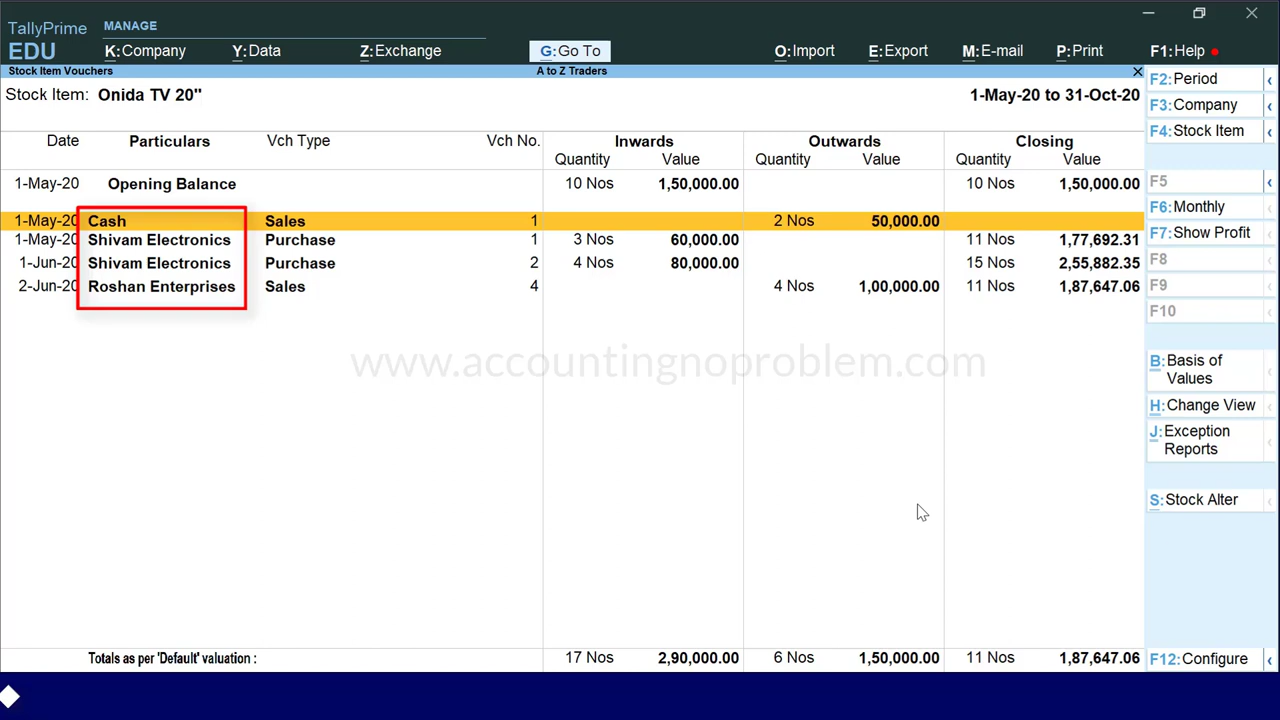 TallyPrime MANAGE
EDU K:Company Y:Data Z:Exchange G:Go To O:Import E:Export M:E-mail P:Print F1:Help
Stock Item Vouchers A to Z Traders
Stock Item: Onida TV 20" 1-May-20 to 31-Oct-20
Date Particulars Vch Type Vch No. Inwards Outwards Closing
Quantity Value Quantity Value Quantity Value
1-May-20 Opening Balance 10 Nos 1,50,000.00 10 Nos 1,50,000.00
1-May-20 Cash Sales 1 2 Nos 50,000.00
1-May-20 Shivam Electronics Purchase 1 3 Nos 60,000.00 11 Nos 1,77,692.31
1-Jun-20 Shivam Electronics Purchase 2 4 Nos 80,000.00 15 Nos 2,55,882.35
2-Jun-20 Roshan Enterprises Sales 4 4 Nos 1,00,000.00 11 Nos 1,87,647.06
www.accountingnoproblem.com
Totals as per 'Default' valuation : 17 Nos 2,90,000.00 6 Nos 1,50,000.00 11 Nos 1,87,647.06
F2:Period
F3:Company
F4:Stock Item
F5
F6:Monthly
F7:Show Profit
F8
F9
F10
B:Basis of
Values
H:Change View
J:Exception
Reports
S:Stock Alter
F12:Configure